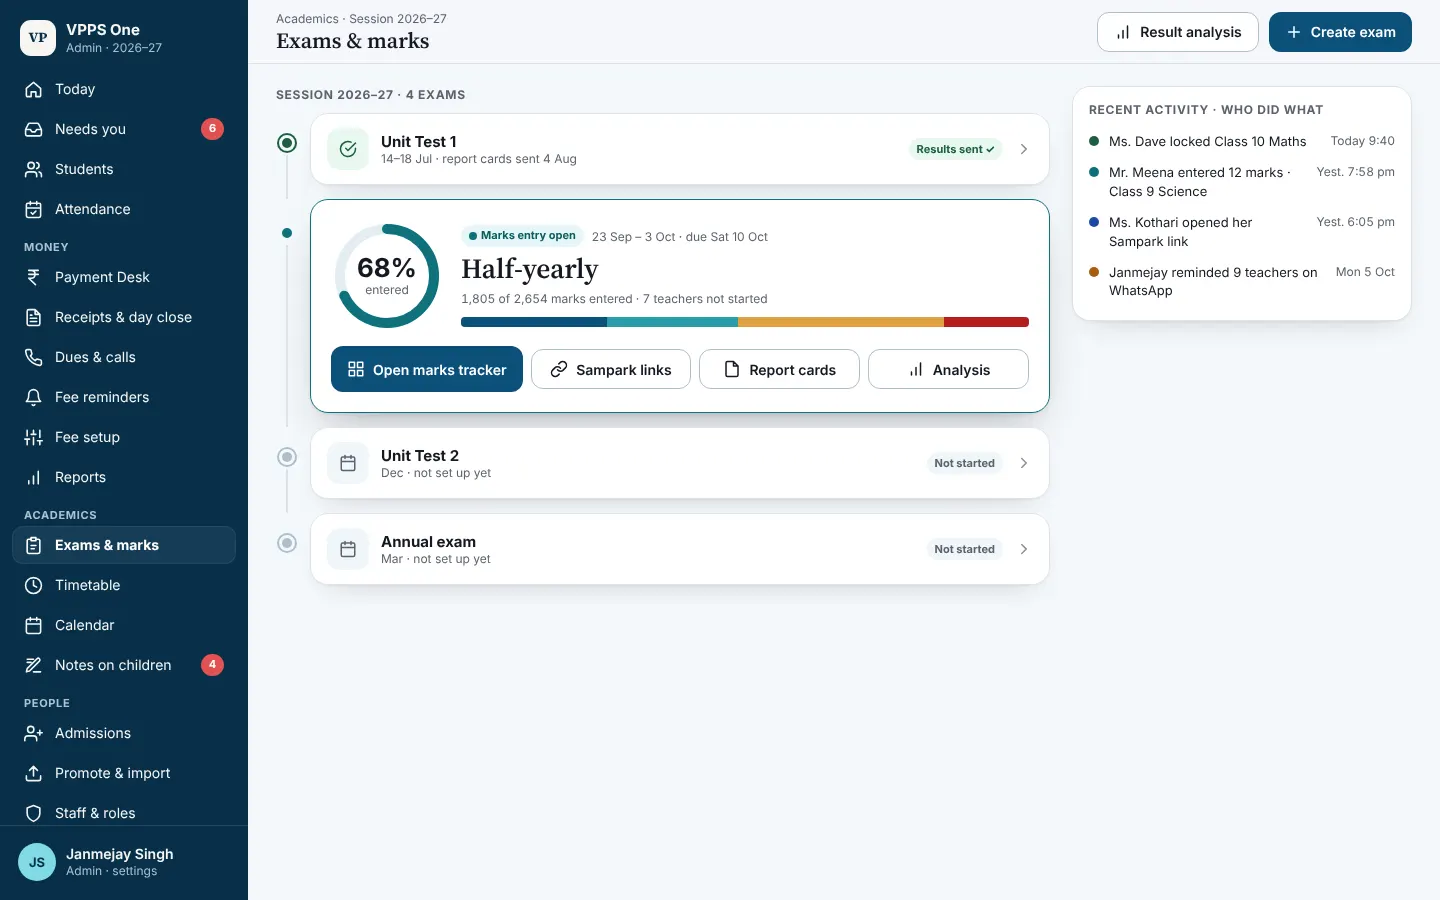 VP
VPPS One
Admin · 2026–27
Today
Needs you
6
Students
Attendance
MONEY
Payment Desk
Receipts & day close
Dues & calls
Fee reminders
Fee setup
Reports
ACADEMICS
Exams & marks
Timetable
Calendar
Notes on children
4
PEOPLE
Admissions
Promote & import
Staff & roles
JS
Janmejay Singh
Admin · settings
Academics · Session 2026–27
Exams & marks
Result analysis
Create exam
SESSION 2026–27 · 4 EXAMS
Unit Test 1
14–18 Jul · report cards sent 4 Aug
Results sent ✓
68%
entered
Marks entry open
23 Sep – 3 Oct · due Sat 10 Oct
Half-yearly
1,805 of 2,654 marks entered · 7 teachers not started
Open marks tracker
Sampark links
Report cards
Analysis
Unit Test 2
Dec · not set up yet
Not started
Annual exam
Mar · not set up yet
Not started
RECENT ACTIVITY · WHO DID WHAT
Ms. Dave locked Class 10 Maths
Today 9:40
Mr. Meena entered 12 marks ·
Class 9 Science
Yest. 7:58 pm
Ms. Kothari opened her
Sampark link
Yest. 6:05 pm
Janmejay reminded 9 teachers on
WhatsApp
Mon 5 Oct